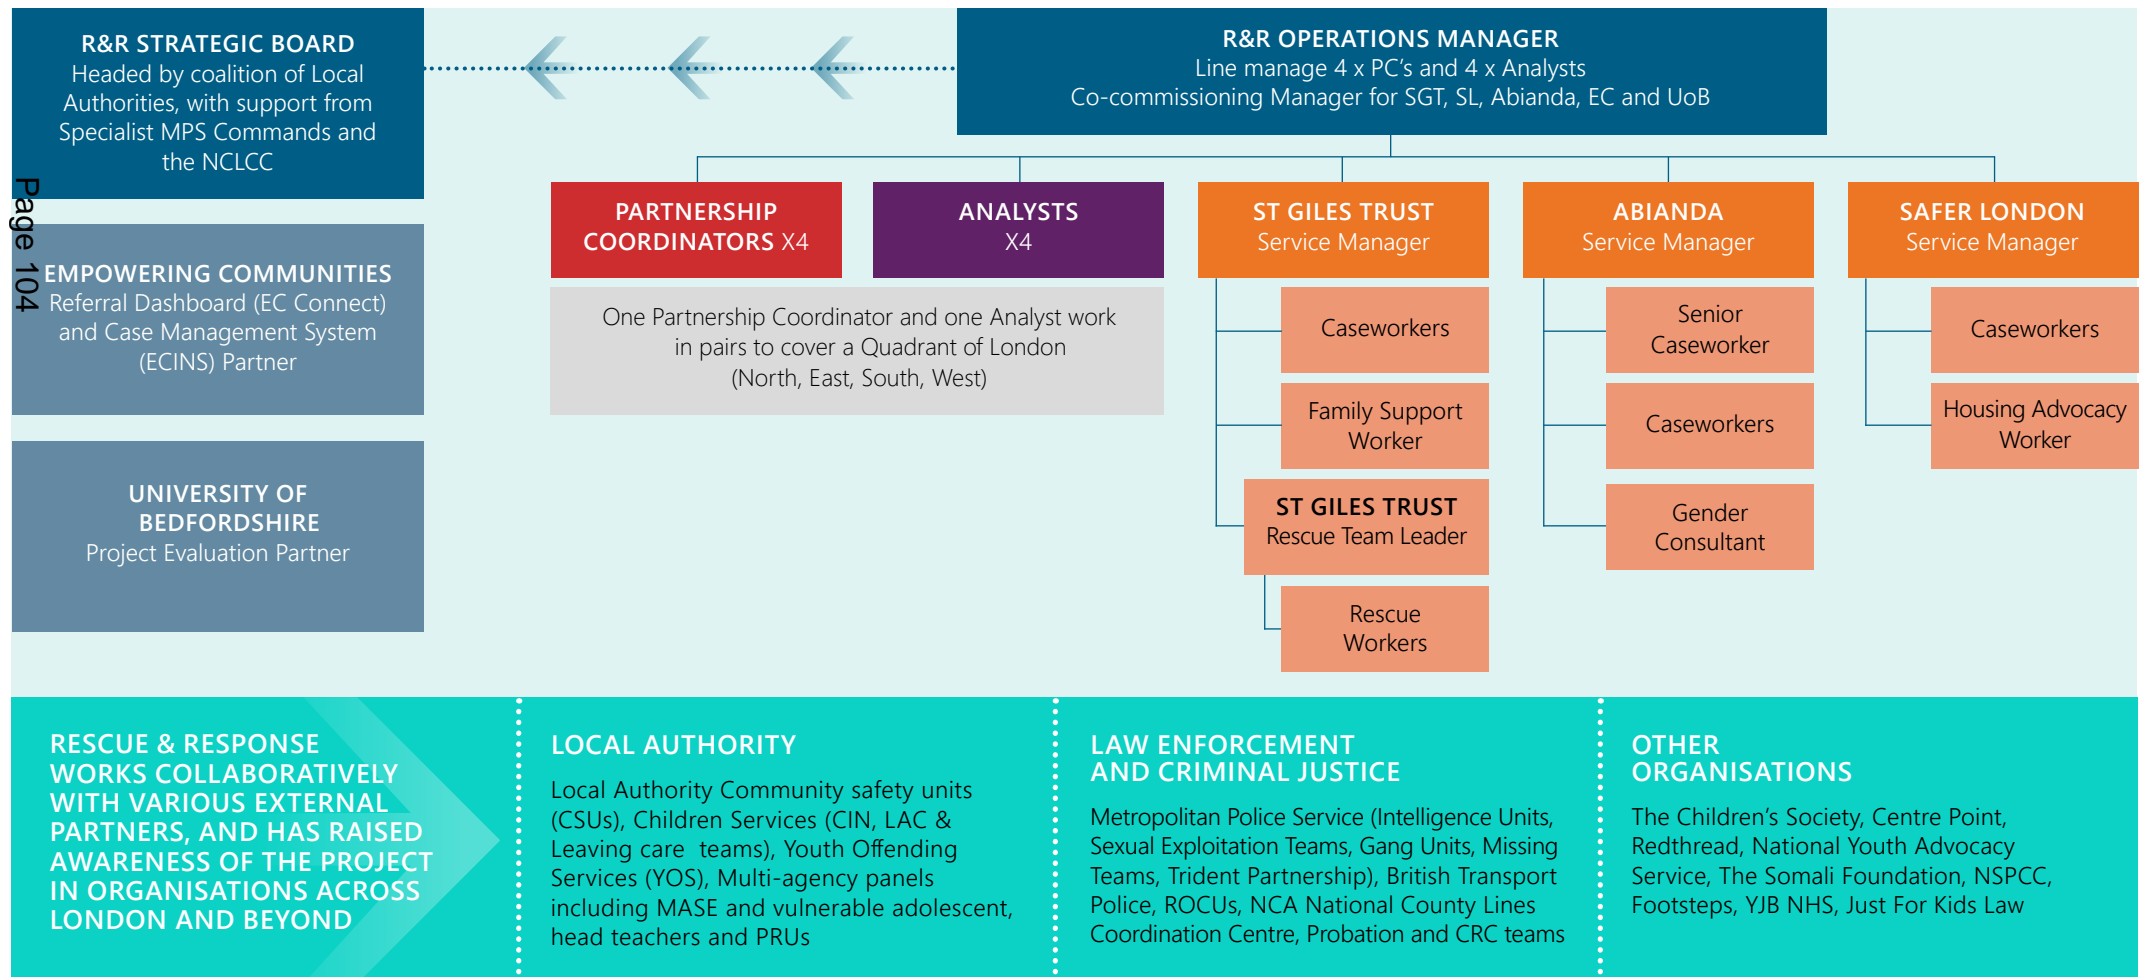 R&R STRATEGIC BOARD
Headed by coalition of Local
Authorities, with support from
Specialist MPS Commands and
the NCLCC
R&R OPERATIONS MANAGER
Line manage 4 x PC's and 4 x Analysts
Co-commissioning Manager for SGT, SL, Abianda, EC and UoB
Page 104
EMPOWERING COMMUNITIES
Referral Dashboard (EC Connect)
and Case Management System
(ECINS) Partner
UNIVERSITY OF
BEDFORDSHIRE
Project Evaluation Partner
PARTNERSHIP
COORDINATORS X4
ANALYSTS
X4
One Partnership Coordinator and one Analyst work
in pairs to cover a Quadrant of London
(North, East, South, West)
ST GILES TRUST
Service Manager
Caseworkers
Family Support
Worker
ST GILES TRUST
Rescue Team Leader
Rescue
Workers
ABIANDA
Service Manager
Senior
Caseworker
Caseworkers
Gender
Consultant
SAFER LONDON
Service Manager
Caseworkers
Housing Advocacy
Worker
RESCUE & RESPONSE
WORKS COLLABORATIVELY
WITH VARIOUS EXTERNAL
PARTNERS, AND HAS RAISED
AWARENESS OF THE PROJECT
IN ORGANISATIONS ACROSS
LONDON AND BEYOND
LOCAL AUTHORITY
Local Authority Community safety units
(CSUs), Children Services (CIN, LAC &
Leaving care  teams), Youth Offending
Services (YOS), Multi-agency panels
including MASE and vulnerable adolescent,
head teachers and PRUs
LAW ENFORCEMENT
AND CRIMINAL JUSTICE
Metropolitan Police Service (Intelligence Units,
Sexual Exploitation Teams, Gang Units, Missing
Teams, Trident Partnership), British Transport
Police, ROCUs, NCA National County Lines
Coordination Centre, Probation and CRC teams
OTHER
ORGANISATIONS
The Children's Society, Centre Point,
Redthread, National Youth Advocacy
Service, The Somali Foundation, NSPCC,
Footsteps, YJB NHS, Just For Kids Law